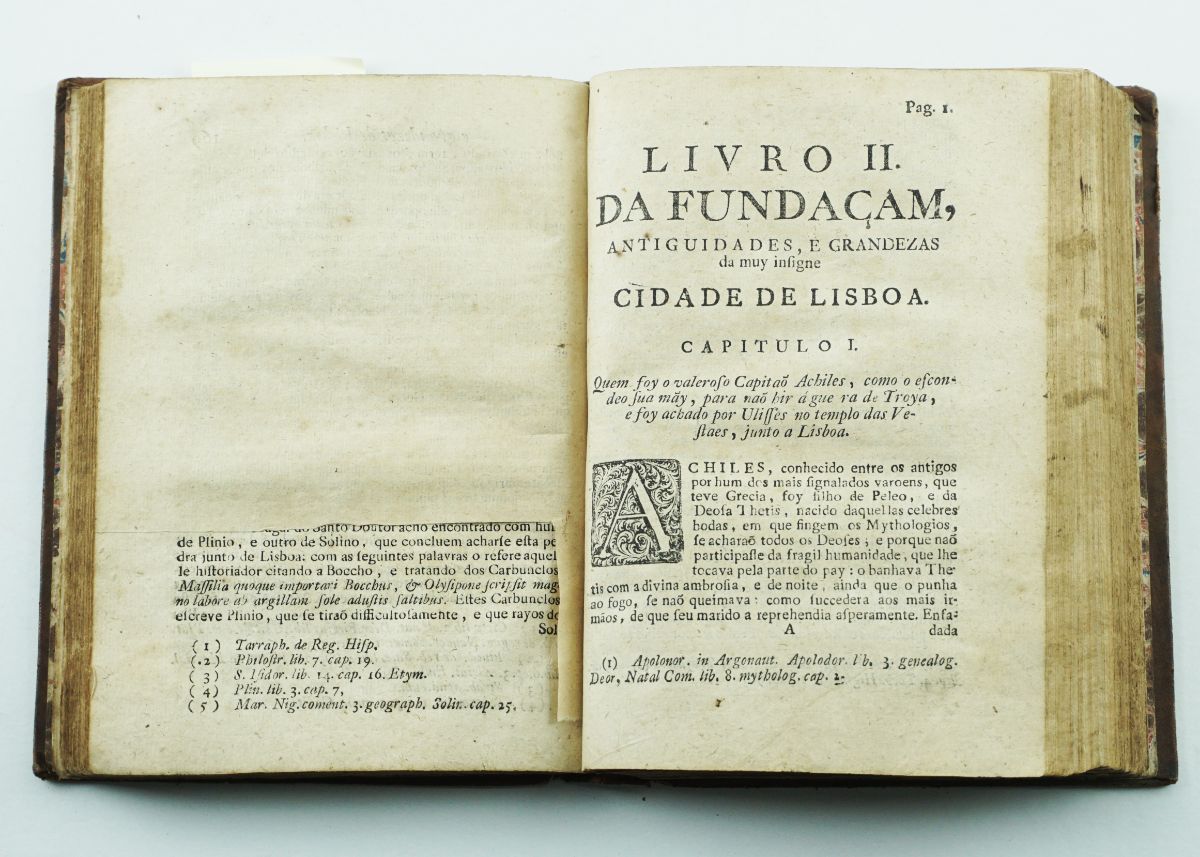 do Santo Doutor acho encontrado com hum
de Plinio, e outro de Solino, que concluem acharſe eſta pe
dra junto de Lisboa: com as ſeguintes palavras o refere aquel
le hiſtoriador citando a Boccho, e tratando dos Carbunclos
Maſſilia quoque importari Bocchus, & Olyſipone ſcripſit mag
no labore ab argillam ſole aduſtis ſaltibus. Eſtes Carbunclos
eſcreve Plinio, que ſe tiraõ difficultoſamente, e que rayos de
Sol
(1) Tarraph. de Reg. Hiſp.
(.2) Philoſtr. lib. 7. cap. 19.
(3) S. Iſidor. lib. 14. cap. 16. Etym.
(4) Plin. lib. 3. cap. 7,
(5) Mar. Nig. coment. 3. geograph. Solin. cap. 25.
Pag. 1.
LIVRO II.
DA FUNDAÇAM,
ANTIGUIDADES, E GRANDEZAS
da muy inſigne
CIDADE DE LISBOA.
CAPITULO I.
Quem foy o valeroſo Capitaõ Achiles, como o eſcon-
deo ſua mãy, para naõ hir á gue ra de Troya,
e foy achado por Uliſſes no templo das Ve-
ſtaes, junto a Lisboa.
ACHILES, conhecido entre os antigos
por hum dos mais ſignalados varoens, que
teve Grecia, foy filho de Peleo, e da
Deoſa Thetis, nacido daquellas celebres
bodas, em que fingem os Mythologios,
ſe acharaõ todos os Deoſes; e porque naõ
participaſſe da fragil humanidade, que lhe
tocava pela parte do pay: o banhava The-
tis com a divina ambroſia, e de noite, ainda que o punha
ao fogo, ſe naõ queimava: como ſuccedera aos mais ir-
mãos, de que ſeu marido a reprehendia aſperamente. Enfa-
A dada
(1) Apolonor. in Argonaut. Apolodor. l'b. 3. genealog.
Deor, Natal Com. lib. 8. mytholog. cap. 2.